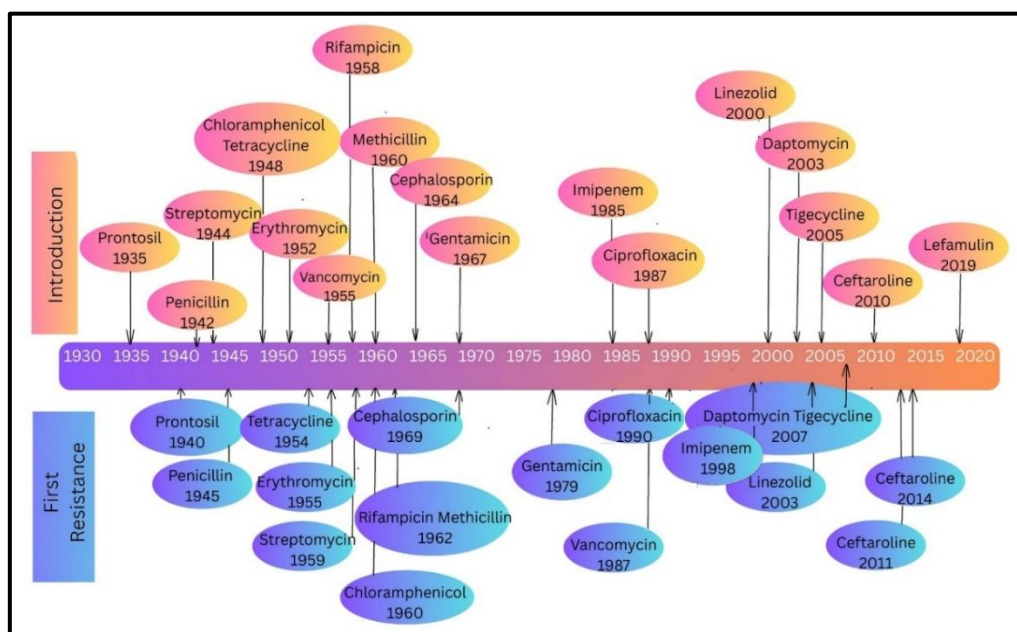 Introduction
Rifampicin
1958
Linezolid
2000
Chloramphenicol
Tetracycline
1948
Methicillin
1960
Daptomycin
2003
Cephalosporin
1964
Imipenem
1985
Streptomycin
1944
Erythromycin
1952
Tigecycline
2005
Prontosil
1935
'Gentamicin
1967
Ciprofloxacin
1987
Lefamulin
2019
Vancomycin
1955
Ceftaroline
2010
Penicillin
1942
1930 1935 1940 1945 1950 1955 1960 1965 1970 1975 1980 1985 1990 1995 2000 2005 2010 2015 2020
First
Resistance
Prontosil
1940
Tetracycline
1954
Cephalosporin
1969
Ciprofloxacin
1990
Daptomycin Tigecycline
2007
Imipenem
1998
Penicillin
1945
Erythromycin
1955
Gentamicin
1979
Linezolid
2003
Ceftaroline
2014
Rifampicin Methicillin
1962
Streptomycin
1959
Vancomycin
1987
Ceftaroline
2011
Chloramphenicol
1960